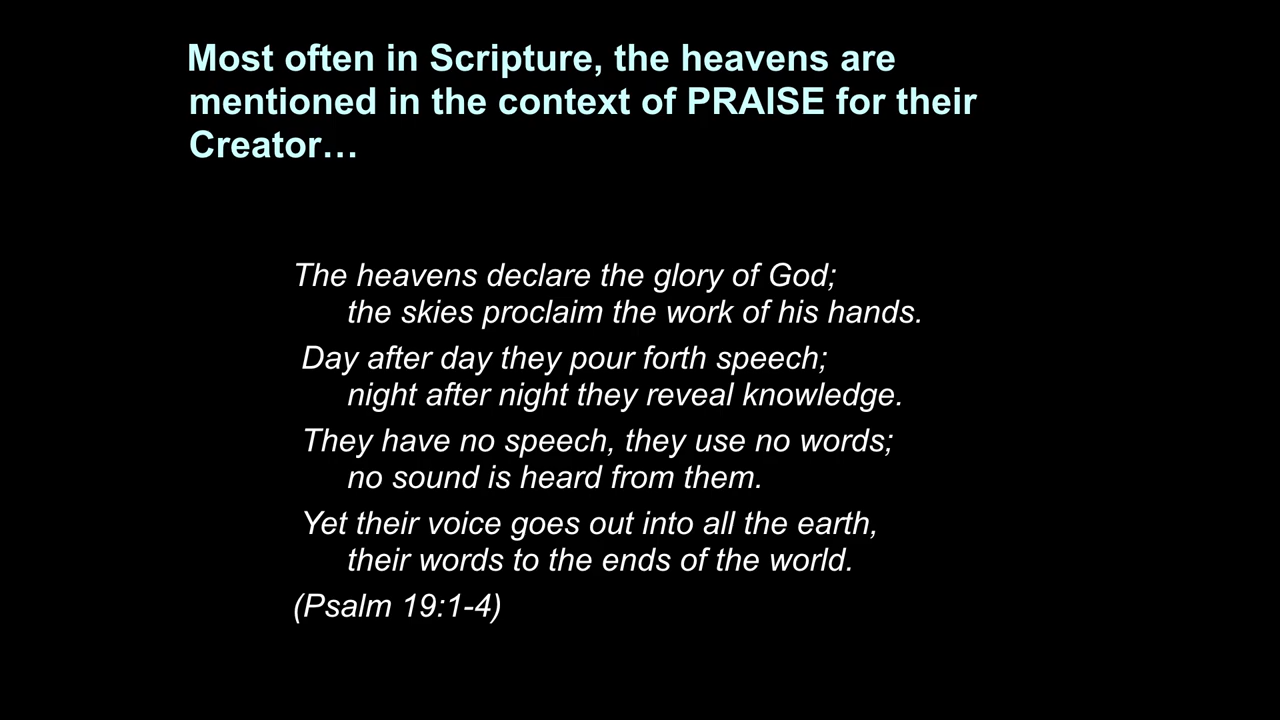 Most often in Scripture, the heavens are
mentioned in the context of PRAISE for their
Creator…
The heavens declare the glory of God;
the skies proclaim the work of his hands.
Day after day they pour forth speech;
night after night they reveal knowledge.
They have no speech, they use no words;
no sound is heard from them.
Yet their voice goes out into all the earth,
their words to the ends of the world.
(Psalm 19:1-4)